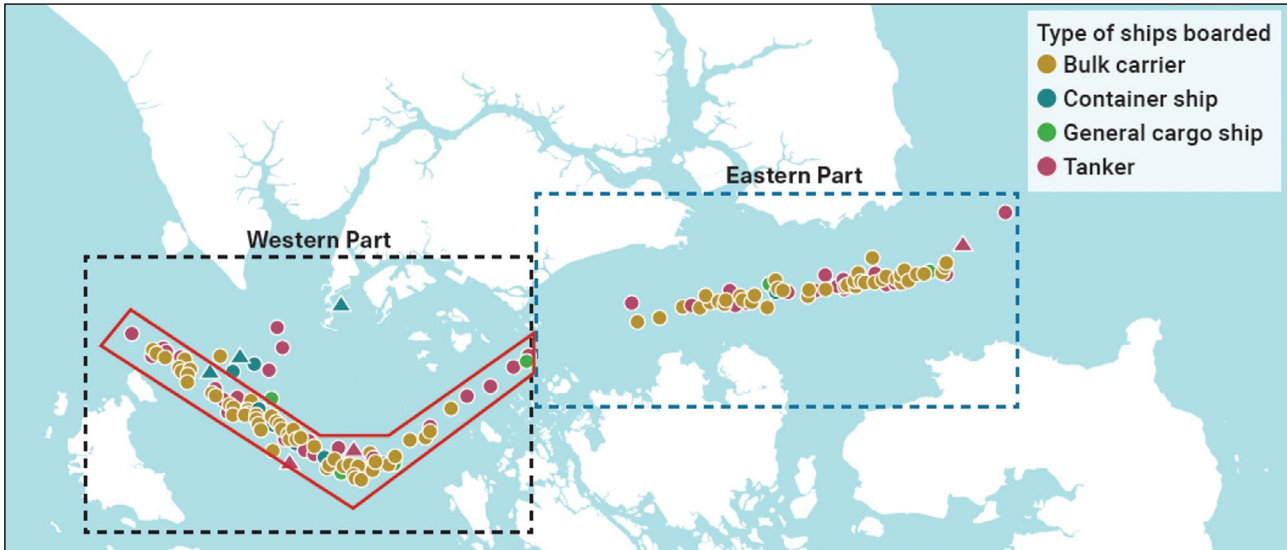 Type of ships boarded
Bulk carrier
Container ship
General cargo ship
Tanker
Eastern Part
Western Part